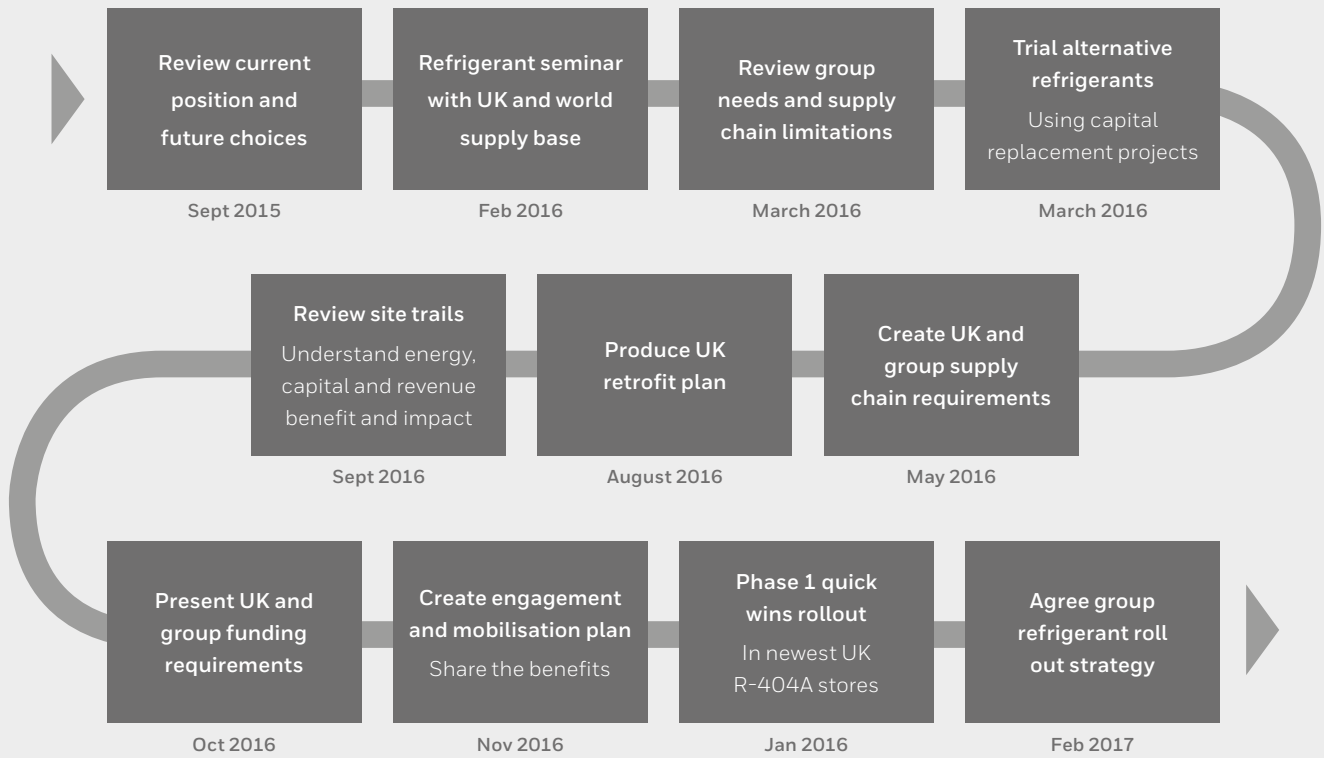 Review current
position and
future choices
Sept 2015
Refrigerant seminar
with UK and world
supply base
Feb 2016
Review group
needs and supply
chain limitations
March 2016
Trial alternative
refrigerants
Using capital
replacement projects
March 2016
Create UK and
group supply
chain requirements
May 2016
Produce UK
retrofit plan
August 2016
Review site trails
Understand energy,
capital and revenue
benefit and impact
Sept 2016
Present UK and
group funding
requirements
Oct 2016
Create engagement
and mobilisation plan
Share the benefits
Nov 2016
Phase 1 quick
wins rollout
In newest UK
R-404A stores
Jan 2016
Agree group
refrigerant roll
out strategy
Feb 2017